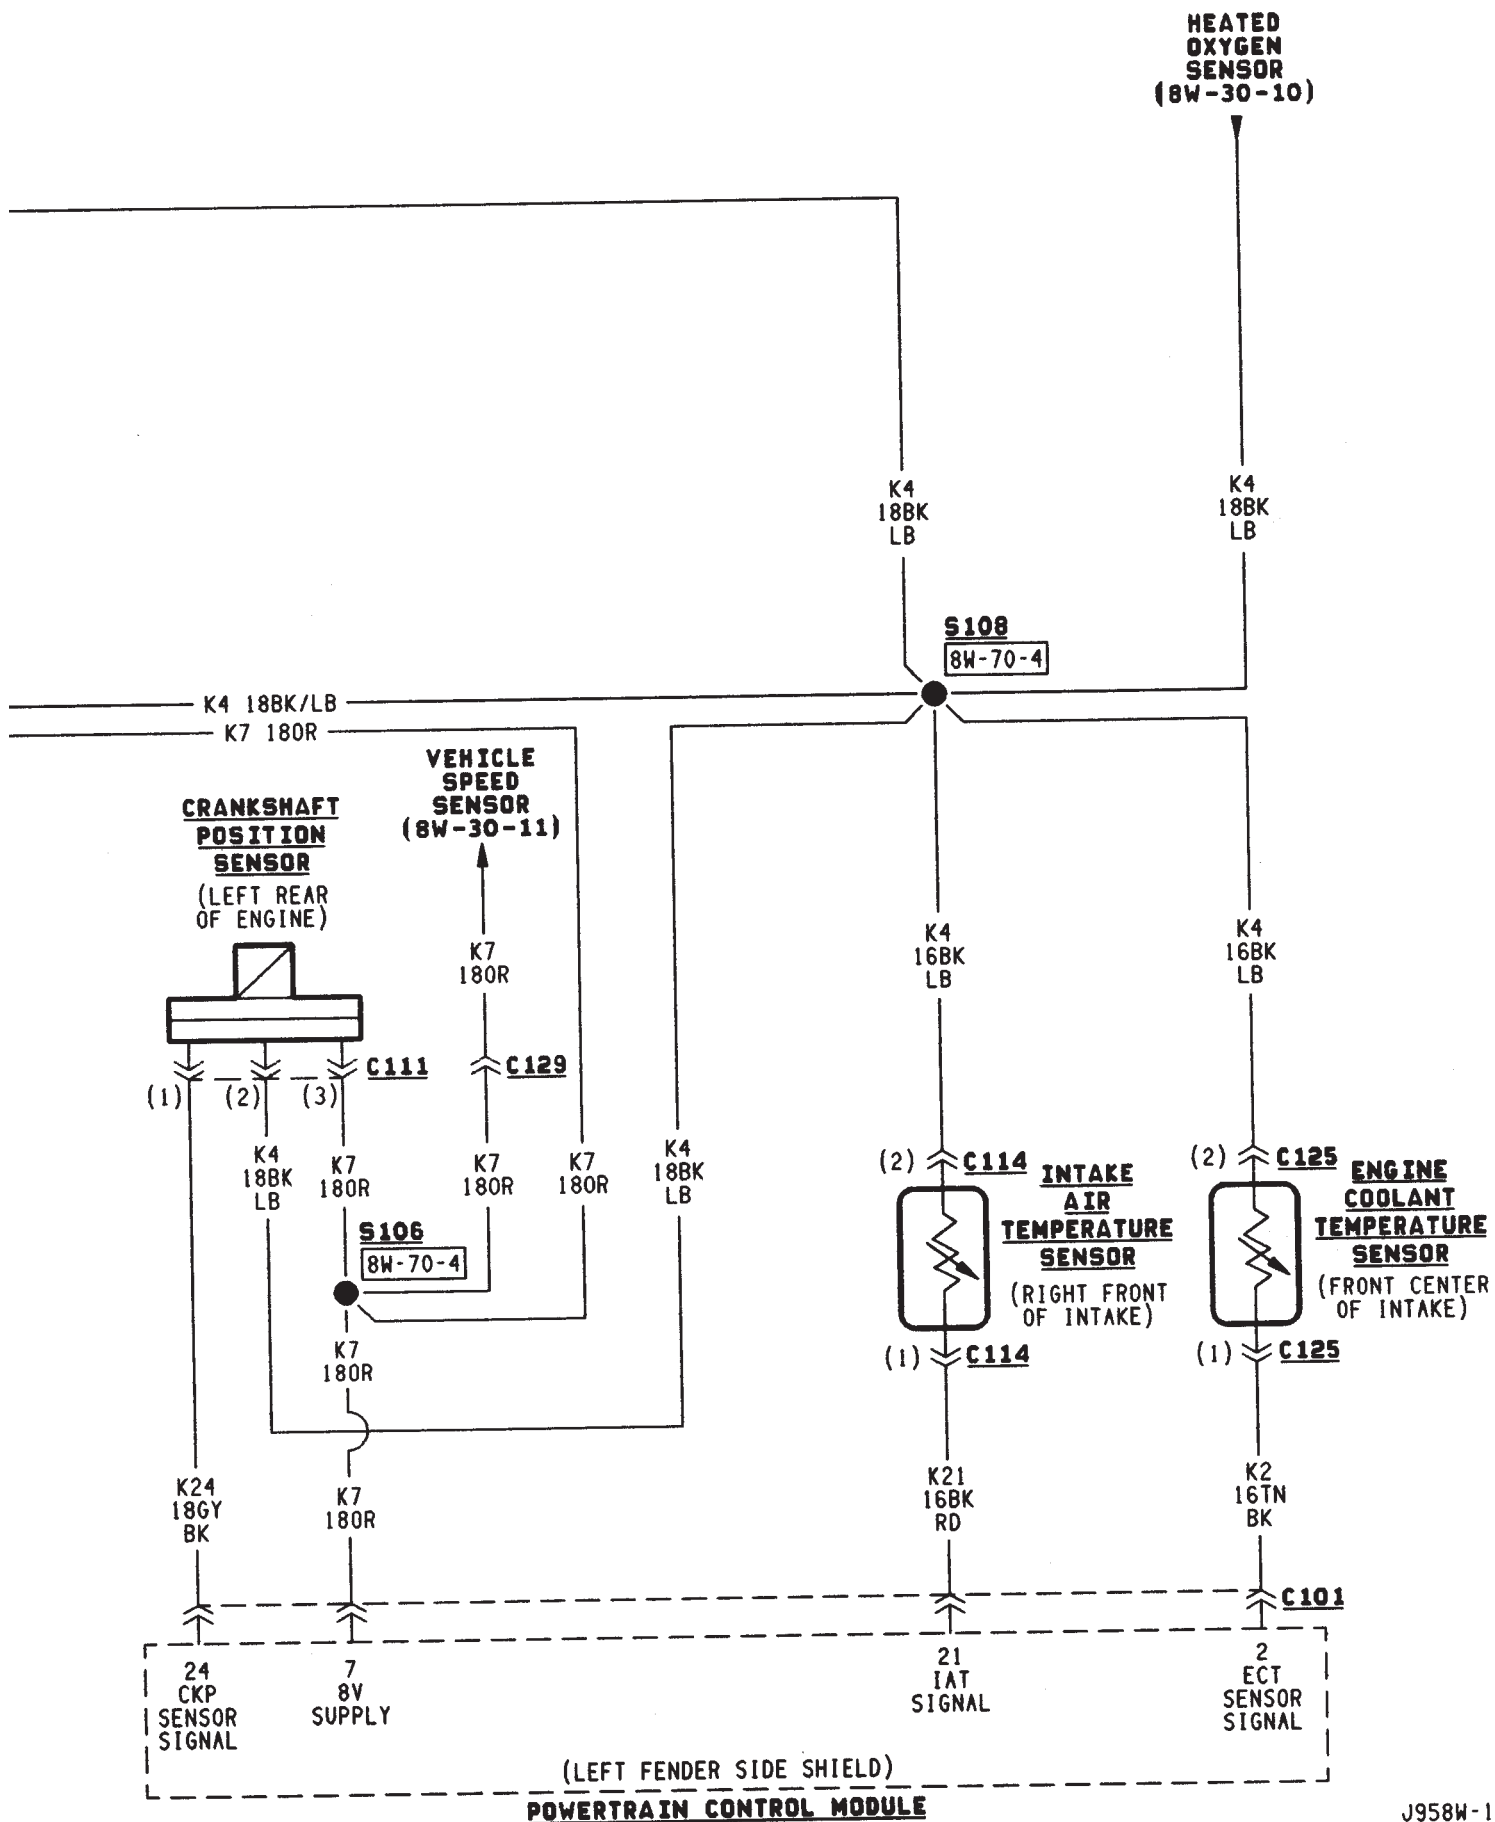 HEATED
OXYGEN
SENSOR
(8W-30-10)
K4
18BK
LB
K4
18BK
LB
S108
8W-70-4
K4 18BK/LB
K7 18OR
VEHICLE
SPEED
SENSOR
(8W-30-11)
CRANKSHAFT
POSITION
SENSOR
(LEFT REAR
OF ENGINE)
K7
18OR
K4
16BK
LB
K4
16BK
LB
C111
C129
(1)
(2)
(3)
K4
18BK
LB
K7
18OR
K7
18OR
K7
18OR
K4
18BK
LB
(2)
C114
(2)
C125
INTAKE
AIR
TEMPERATURE
SENSOR
(RIGHT FRONT
OF INTAKE)
ENGINE
COOLANT
TEMPERATURE
SENSOR
(FRONT CENTER
OF INTAKE)
S106
8W-70-4
(1)
C114
(1)
C125
K7
18OR
K24
18GY
BK
K7
18OR
K21
16BK
RD
K2
16TN
BK
C101
24
CKP
SENSOR
SIGNAL
7
8V
SUPPLY
21
IAT
SIGNAL
2
ECT
SENSOR
SIGNAL
(LEFT FENDER SIDE SHIELD)
POWERTRAIN CONTROL MODULE
J958W-1